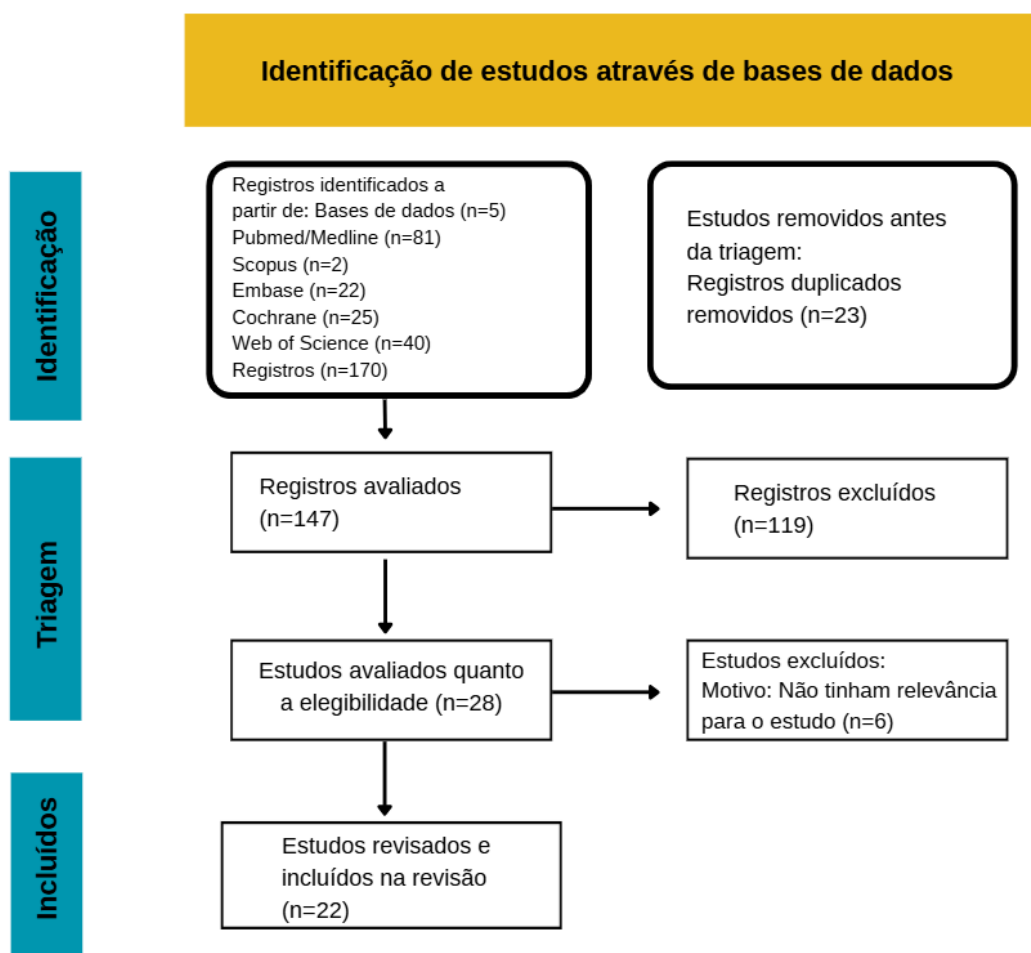 Identificação de estudos através de bases de dados
Identificação
Registros identificados a
partir de: Bases de dados (n=5)
Pubmed/Medline (n=81)
Scopus (n=2)
Embase (n=22)
Cochrane (n=25)
Web of Science (n=40)
Registros (n=170)
Estudos removidos antes
da triagem:
Registros duplicados
removidos (n=23)
Triagem
Registros avaliados
(n=147)
Registros excluídos
(n=119)
Estudos avaliados quanto
a elegibilidade (n=28)
Estudos excluídos:
Motivo: Não tinham relevância
para o estudo (n=6)
Incluídos
Estudos revisados e
incluídos na revisão
(n=22)